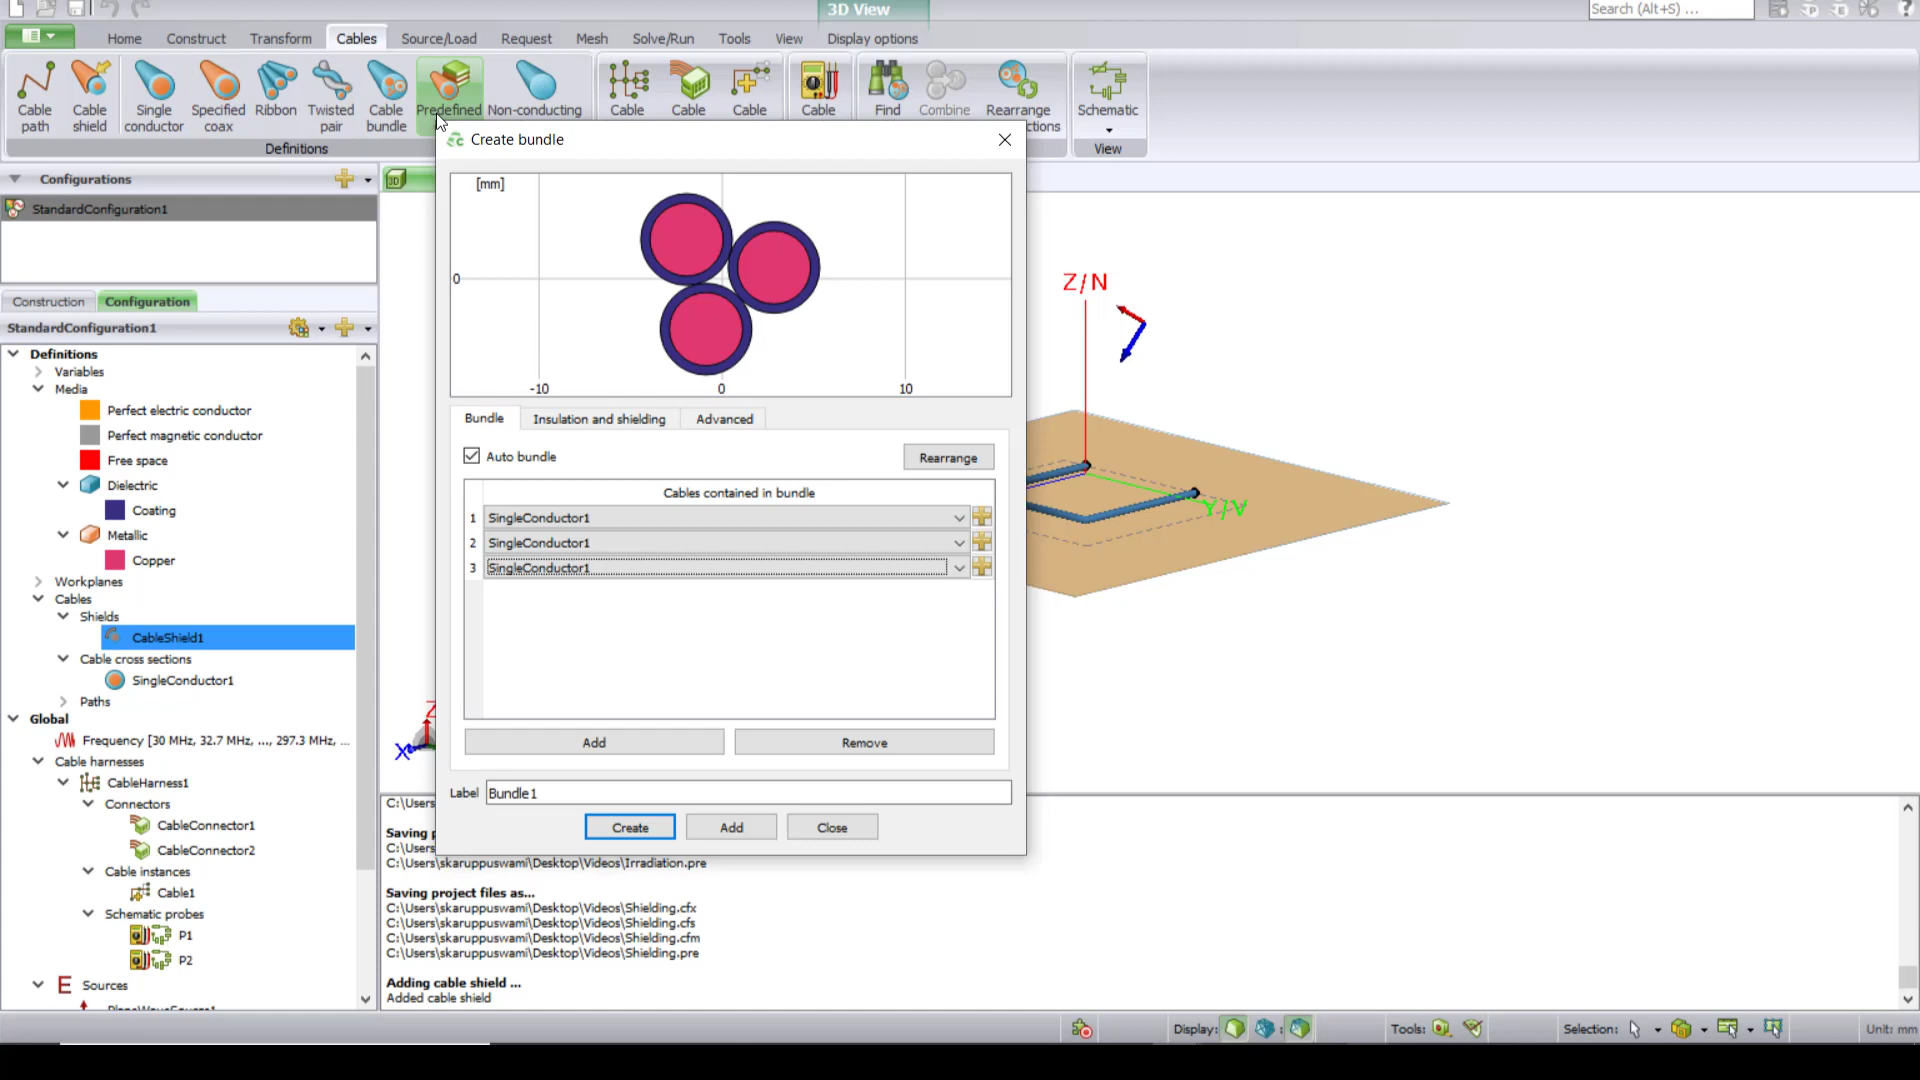 3D View
Search (Alt+S) ...
Home
Construct
Transform
Cables
Source/Load
Request
Mesh
Solve/Run
Tools
View
Display options
Cable path
Cable shield
Single conductor
Specified coax
Ribbon
Twisted pair
Cable bundle
Predefined
Non-conducting
Cable
Cable
Cable
Cable
Find
Combine
Rearrange
Schematic
Definitions
View
Configurations
StandardConfiguration1
Construction
Configuration
StandardConfiguration1
Definitions
Variables
Media
Perfect electric conductor
Perfect magnetic conductor
Free space
Dielectric
Coating
Metallic
Copper
Workplanes
Cables
Shields
CableShield1
Cable cross sections
SingleConductor1
Paths
Global
Frequency [30 MHz, 32.7 MHz, ..., 297.3 MHz, ...
Cable harnesses
CableHarness1
Connectors
CableConnector1
CableConnector2
Cable instances
Cable1
Schematic probes
P1
P2
Sources
Create bundle
[mm]
0
-10
0
10
Bundle
Insulation and shielding
Advanced
Auto bundle
Rearrange
Cables contained in bundle
1 SingleConductor1
2 SingleConductor1
3 SingleConductor1
Add
Remove
Label Bundle1
Create
Add
Close
Z/N
X
C:\Users
Saving p
C:\Users
C:\Users\skaruppuswami\Desktop\Videos\Irradiation.pre
Saving project files as...
C:\Users\skaruppuswami\Desktop\Videos\Shielding.cfx
C:\Users\skaruppuswami\Desktop\Videos\Shielding.cfs
C:\Users\skaruppuswami\Desktop\Videos\Shielding.cfm
C:\Users\skaruppuswami\Desktop\Videos\Shielding.pre
Adding cable shield ...
Added cable shield
Display:
Tools:
Selection:
Unit: mm